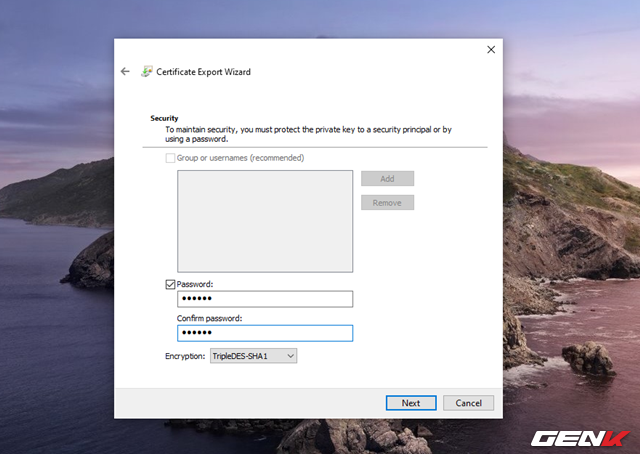 Certificate Export Wizard
Security
To maintain security, you must protect the private key to a security principal or by
using a password.
Group or usernames (recommended)
Add
Remove
Password:
••••••
Confirm password:
••••••
Encryption: TripleDES-SHA1
Next Cancel
GENK